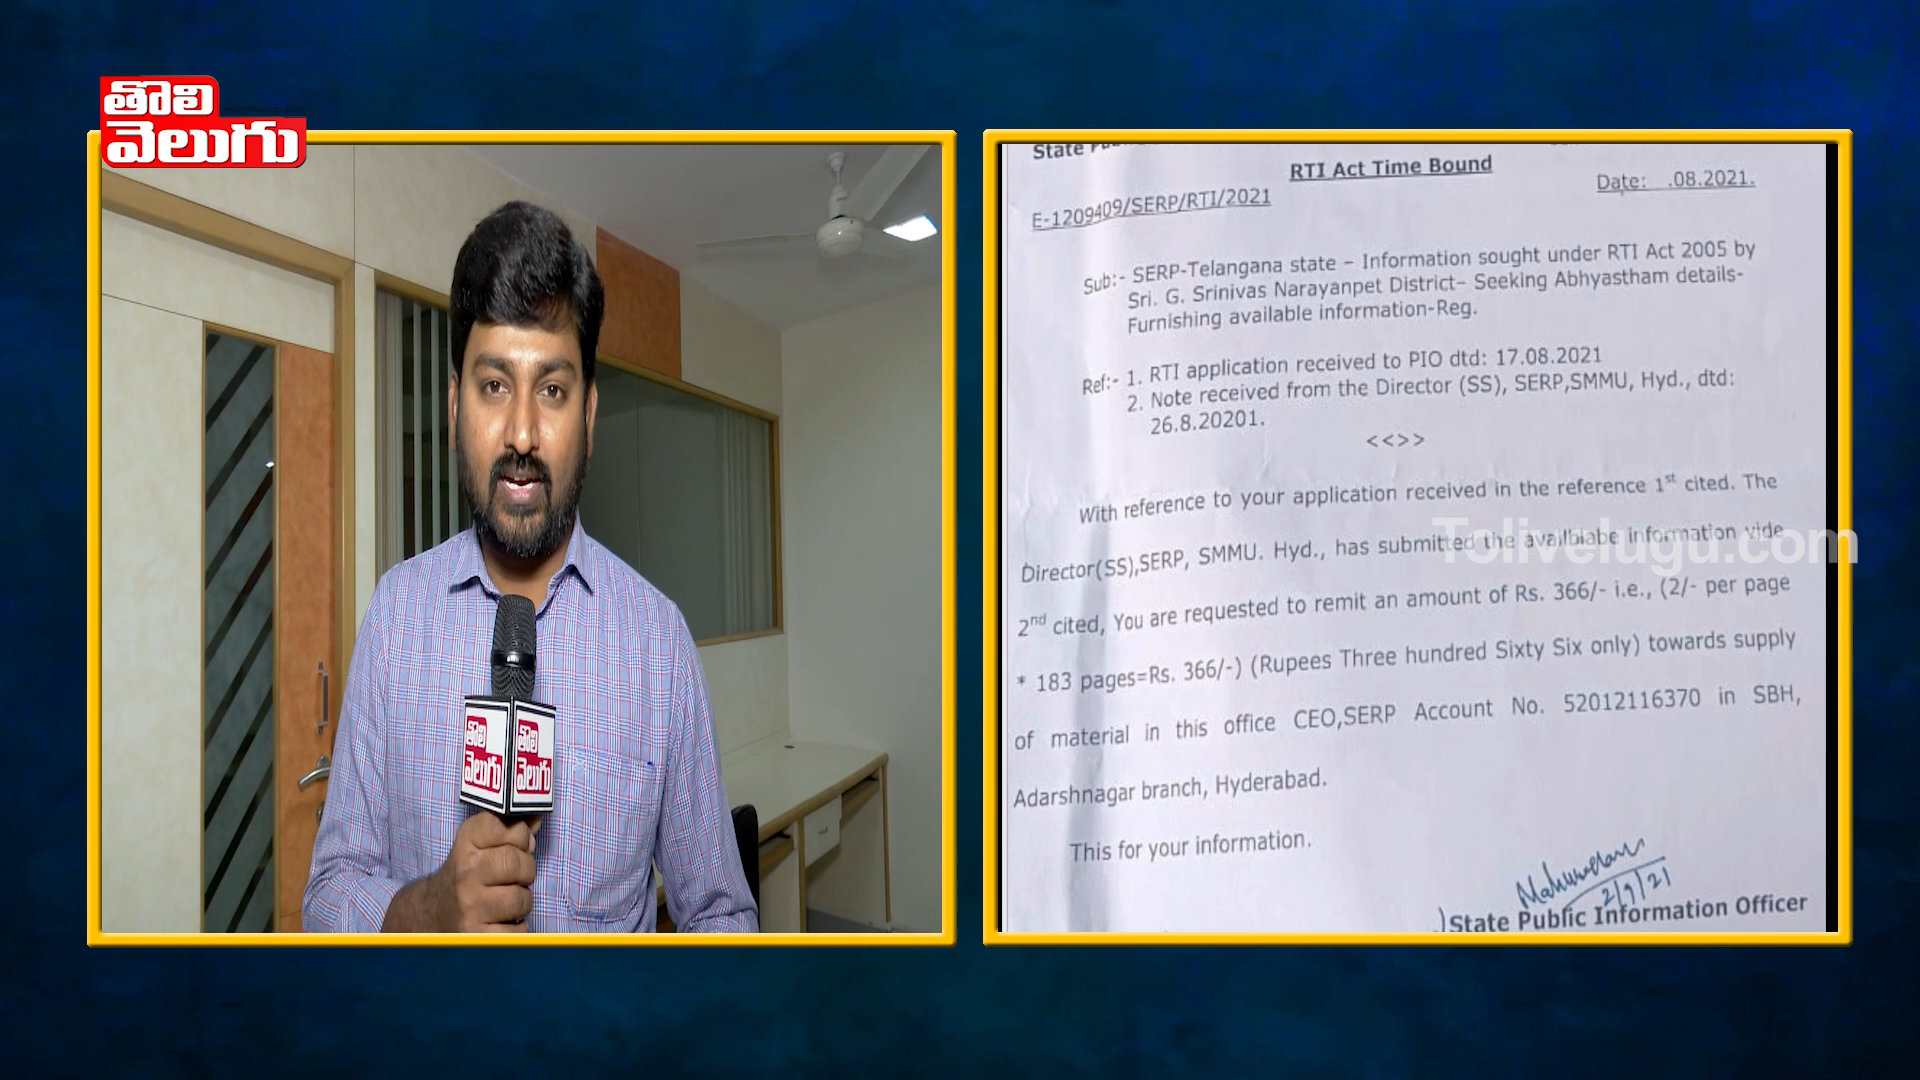 తొలి
వెలుగు
తొలి
వెలుగు
తొలి
వెలుగు
State
RTI Act Time Bound
Date: .08.2021.
E-1209409/SERP/RTI/2021
Sub:- SERP-Telangana state – Information sought under RTI Act 2005 by
Sri. G. Srinivas Narayanpet District– Seeking Abhyastham details-
Furnishing available information-Reg.
Ref:- 1. RTI application received to PIO dtd: 17.08.2021
2. Note received from the Director (SS), SERP,SMMU, Hyd., dtd:
26.8.20201.
<<>>
With reference to your application received in the reference 1st cited. The
Director(SS),SERP, SMMU. Hyd., has submitted the availbiabe information vide
2nd cited, You are requested to remit an amount of Rs. 366/- i.e., (2/- per page
* 183 pages=Rs. 366/-) (Rupees Three hundred Sixty Six only) towards supply
of material in this office CEO,SERP Account No. 52012116370 in SBH,
Adarshnagar branch, Hyderabad.
This for your information.
2/9/21
State Public Information Officer
Tolivelugu.com